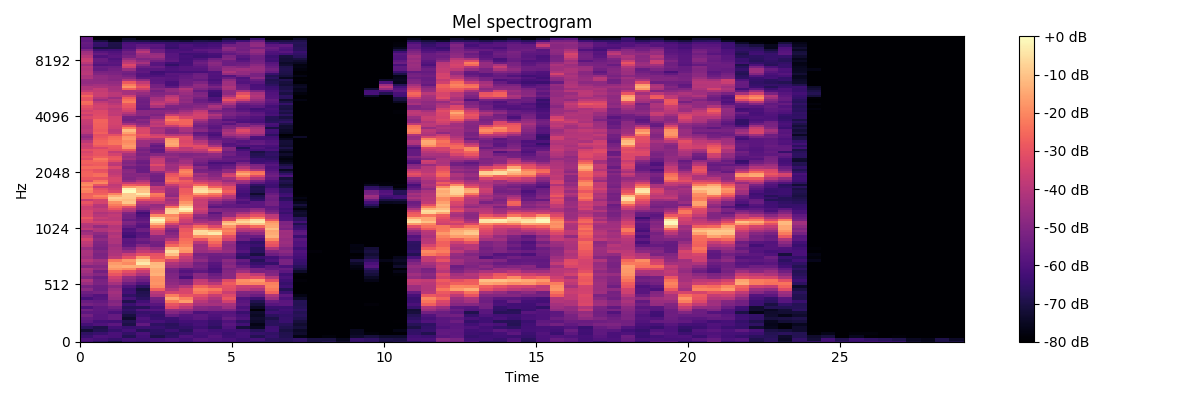 Mel spectrogram
8192
4096
2048
1024
512
0
Hz
0 5 10 15 20 25
Time
+0 dB
-10 dB
-20 dB
-30 dB
-40 dB
-50 dB
-60 dB
-70 dB
-80 dB